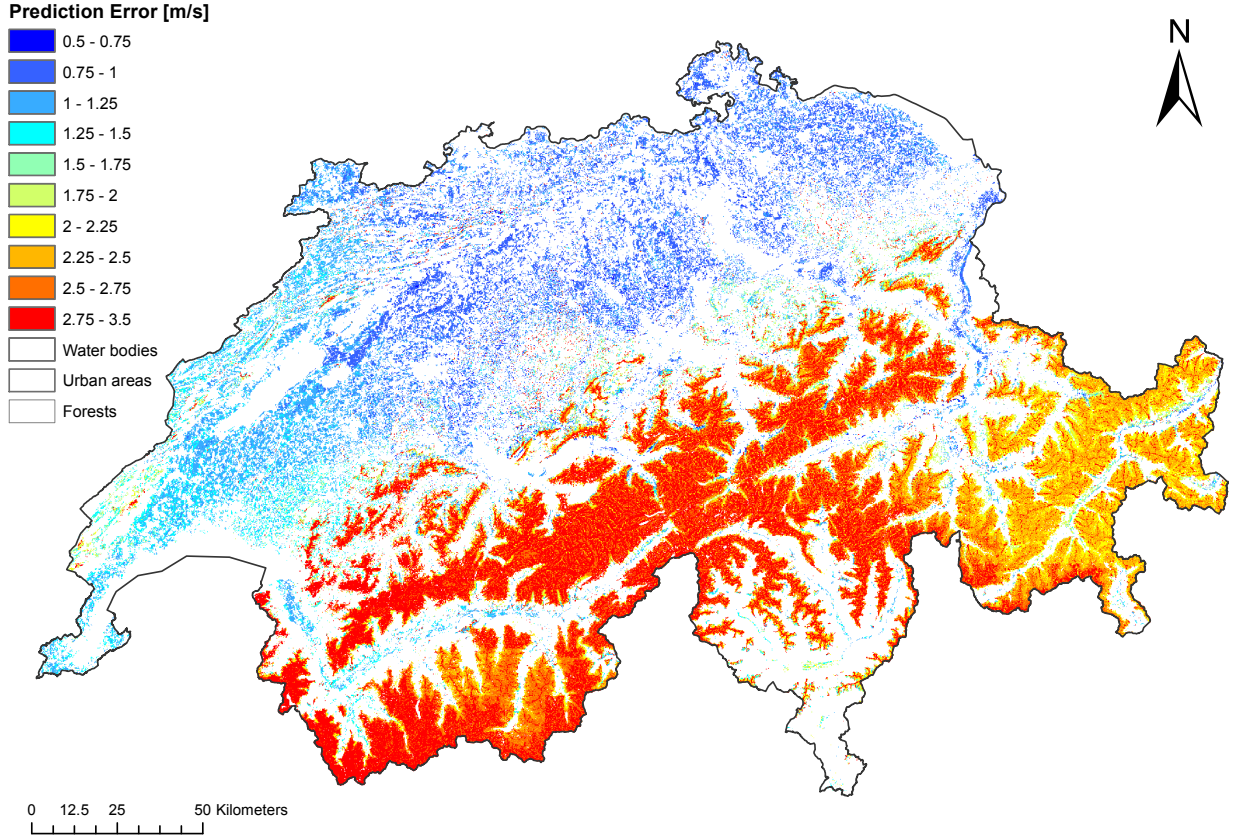 Prediction Error [m/s]
0.5 - 0.75
0.75 - 1
1 - 1.25
1.25 - 1.5
1.5 - 1.75
1.75 - 2
2 - 2.25
2.25 - 2.5
2.5 - 2.75
2.75 - 3.5
Water bodies
Urban areas
Forests
N
0 12.5 25 50 Kilometers